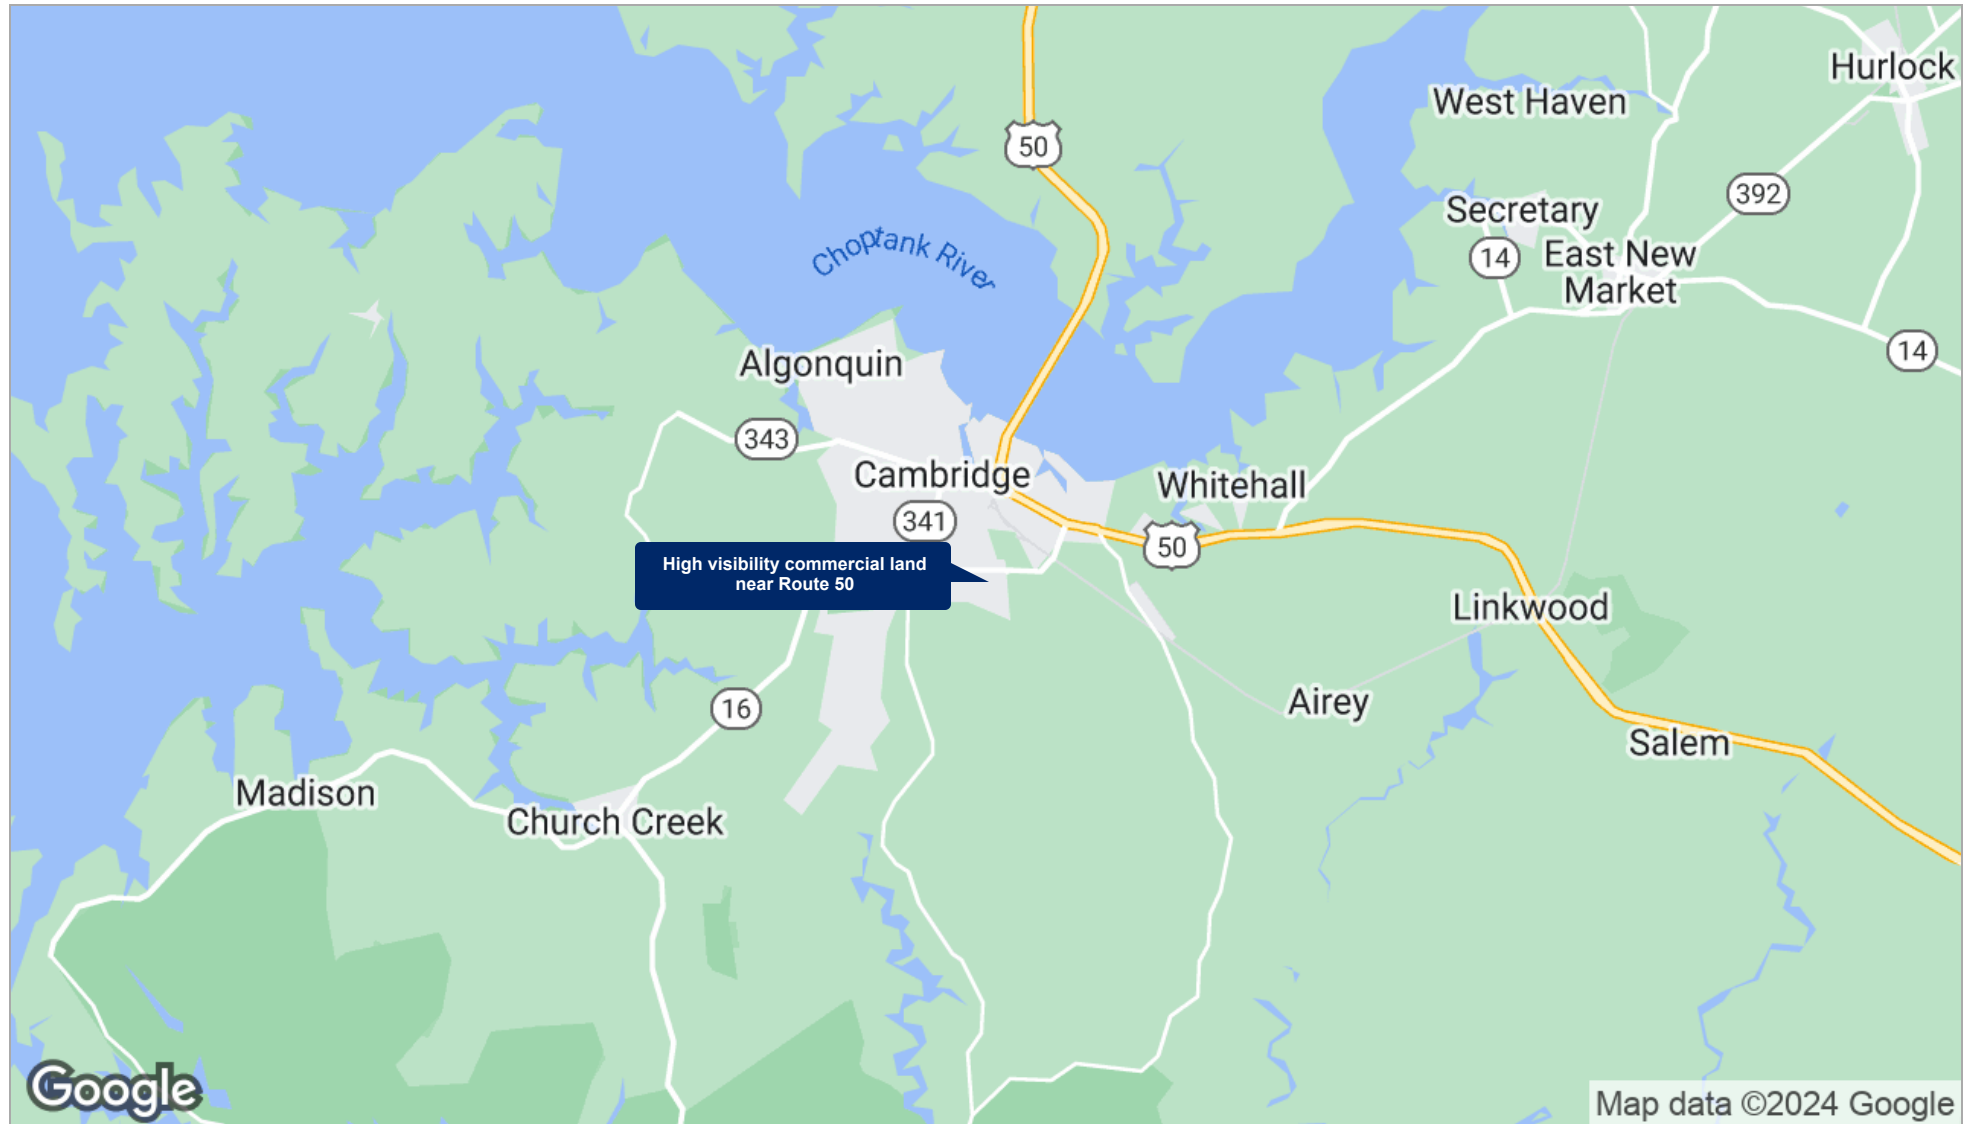 Hurlock
West Haven
50
392
Secretary
14
East New
Market
Choptank River
14
Algonquin
343
Cambridge
Whitehall
341
50
High visibility commercial land
near Route 50
Linkwood
Airey
16
Salem
Madison
Church Creek
Google
Map data ©2024 Google